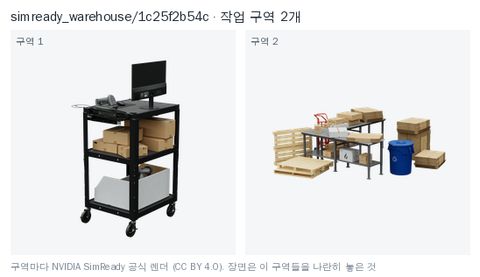 simready_warehouse/1c25f2b54c · 작업 구역 2개
구역 1
구역 2
구역마다 NVIDIA SimReady 공식 렌더 (CC BY 4.0). 장면은 이 구역들을 나란히 놓은 것